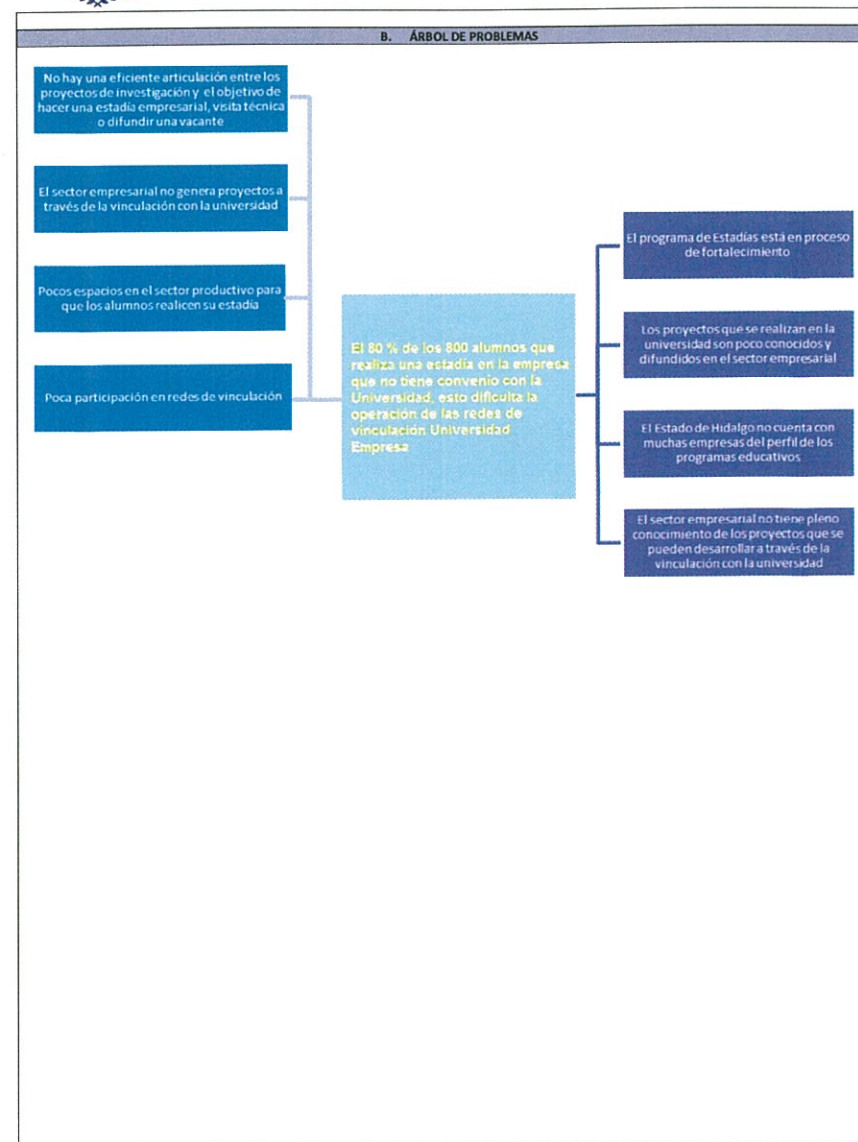 B. ÁRBOL DE PROBLEMAS
No hay una eficiente articulación entre los
proyectos de investigación y el objetivo de
hacer una estadía empresarial, visita técnica
o difundir una vacante
El sector empresarial no genera proyectos a
través de la vinculación con la universidad
Pocos espacios en el sector productivo para
que los alumnos realicen su estadía
Poca participación en redes de vinculación
El 80 % de los 800 alumnos que
realiza una estadía en la empresa
que no tiene convenio con la
Universidad, esto dificulta la
operación de las redes de
vinculación Universidad
Empresa
El programa de Estadías está en proceso
de fortalecimiento
Los proyectos que se realizan en la
universidad son poco conocidos y
difundidos en el sector empresarial
El Estado de Hidalgo no cuenta con
muchas empresas del perfil de los
programas educativos
El sector empresarial no tiene pleno
conocimiento de los proyectos que se
pueden desarrollar a través de la
vinculación con la universidad